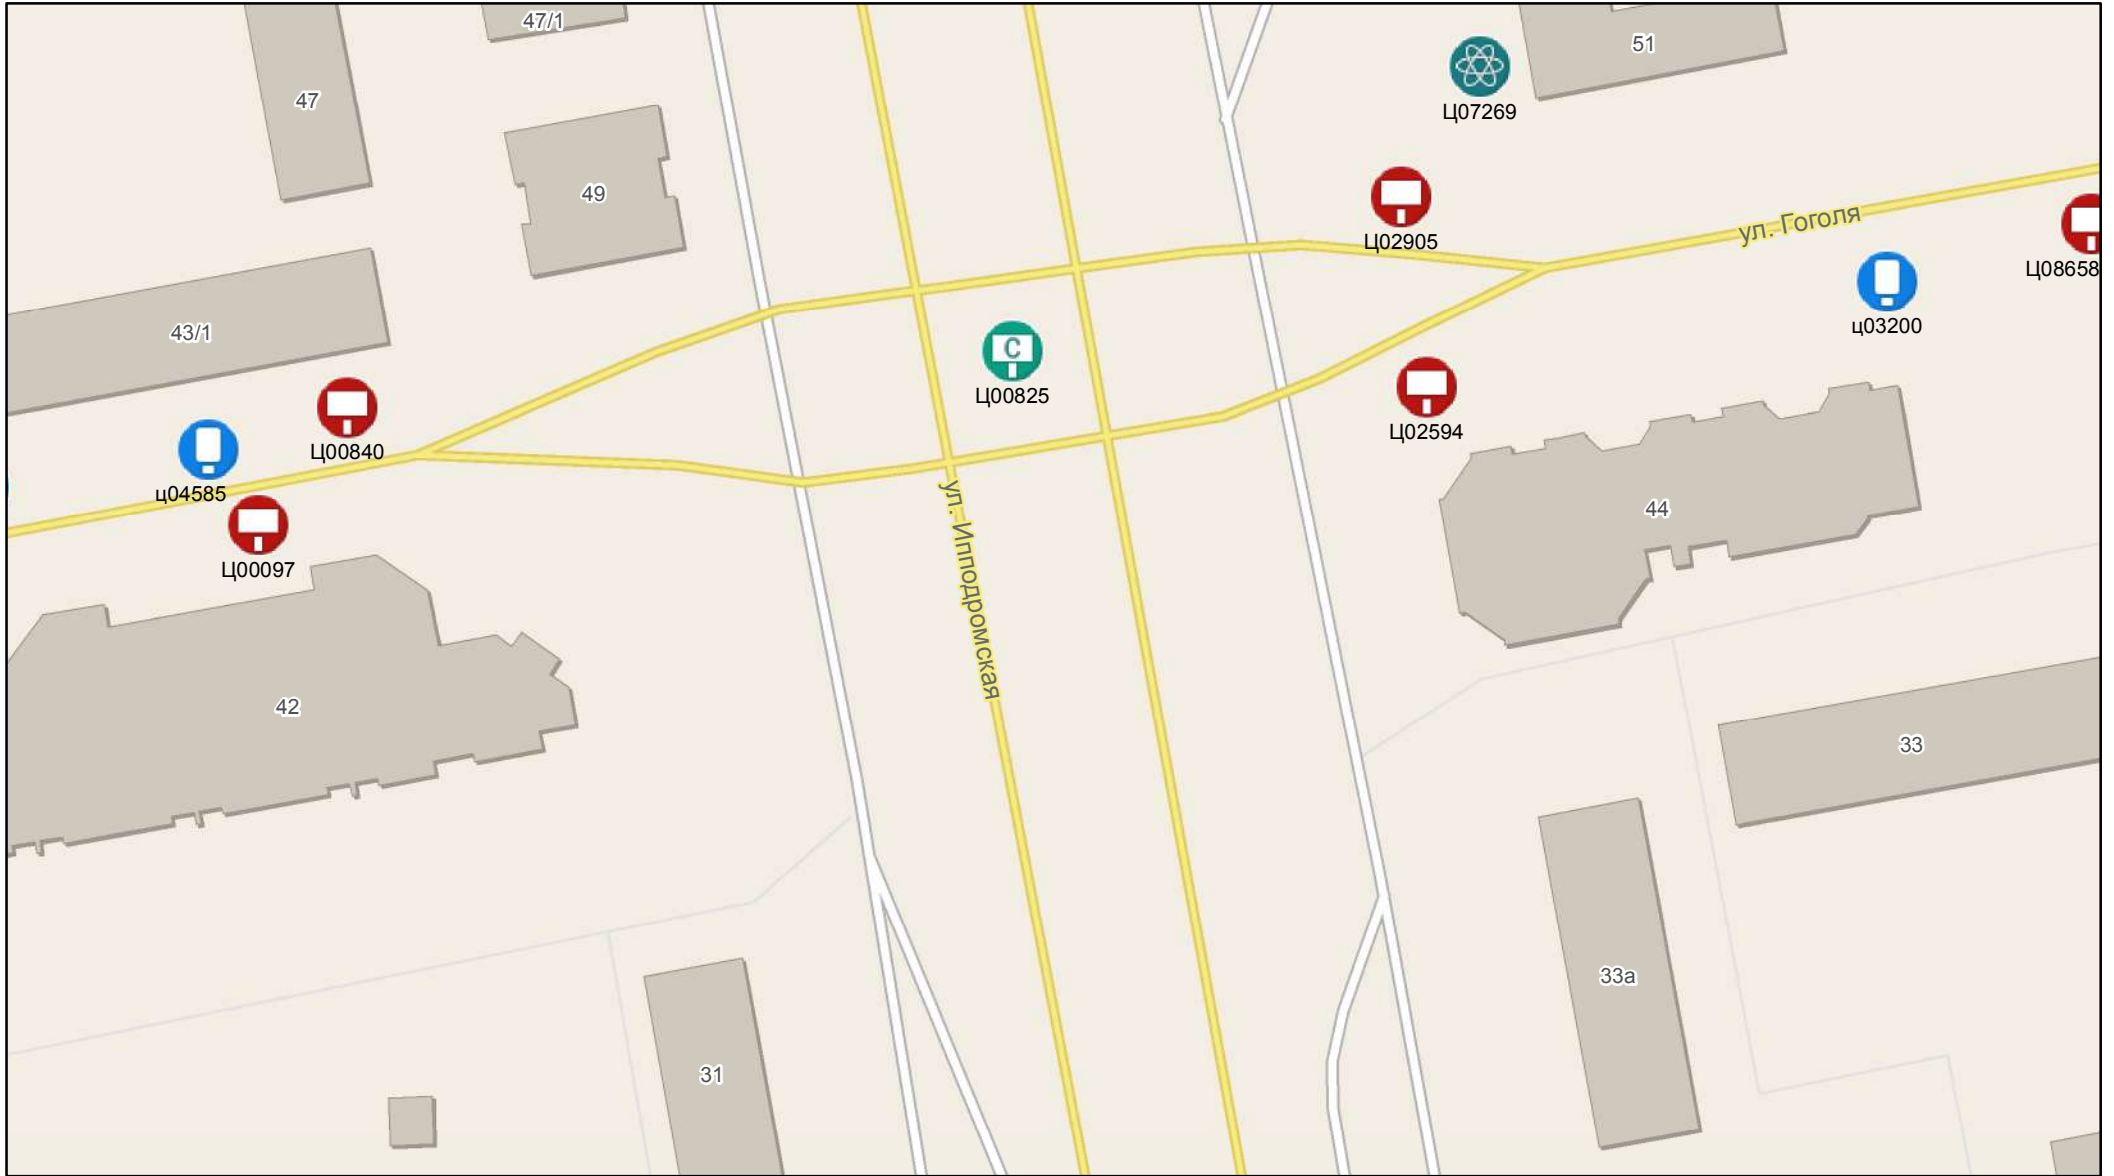 47/1
51
47
Ц07269
49
Ц02905
ул. Гоголя
Ц08658
43/1
ц03200
С
Ц00825
Ц00840
Ц02594
ц04585
44
Ц00097
ул. Ипподромская
42
33
33а
31